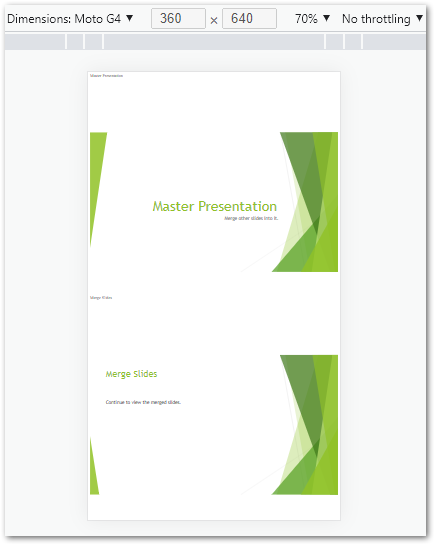 Dimensions: Moto G4 ▼ 360 × 640 70% ▼ No throttling ▼
Master Presentation
Master Presentation
Merge other slides into it.
Merge Slides
Merge Slides
Continue to view the merged slides.